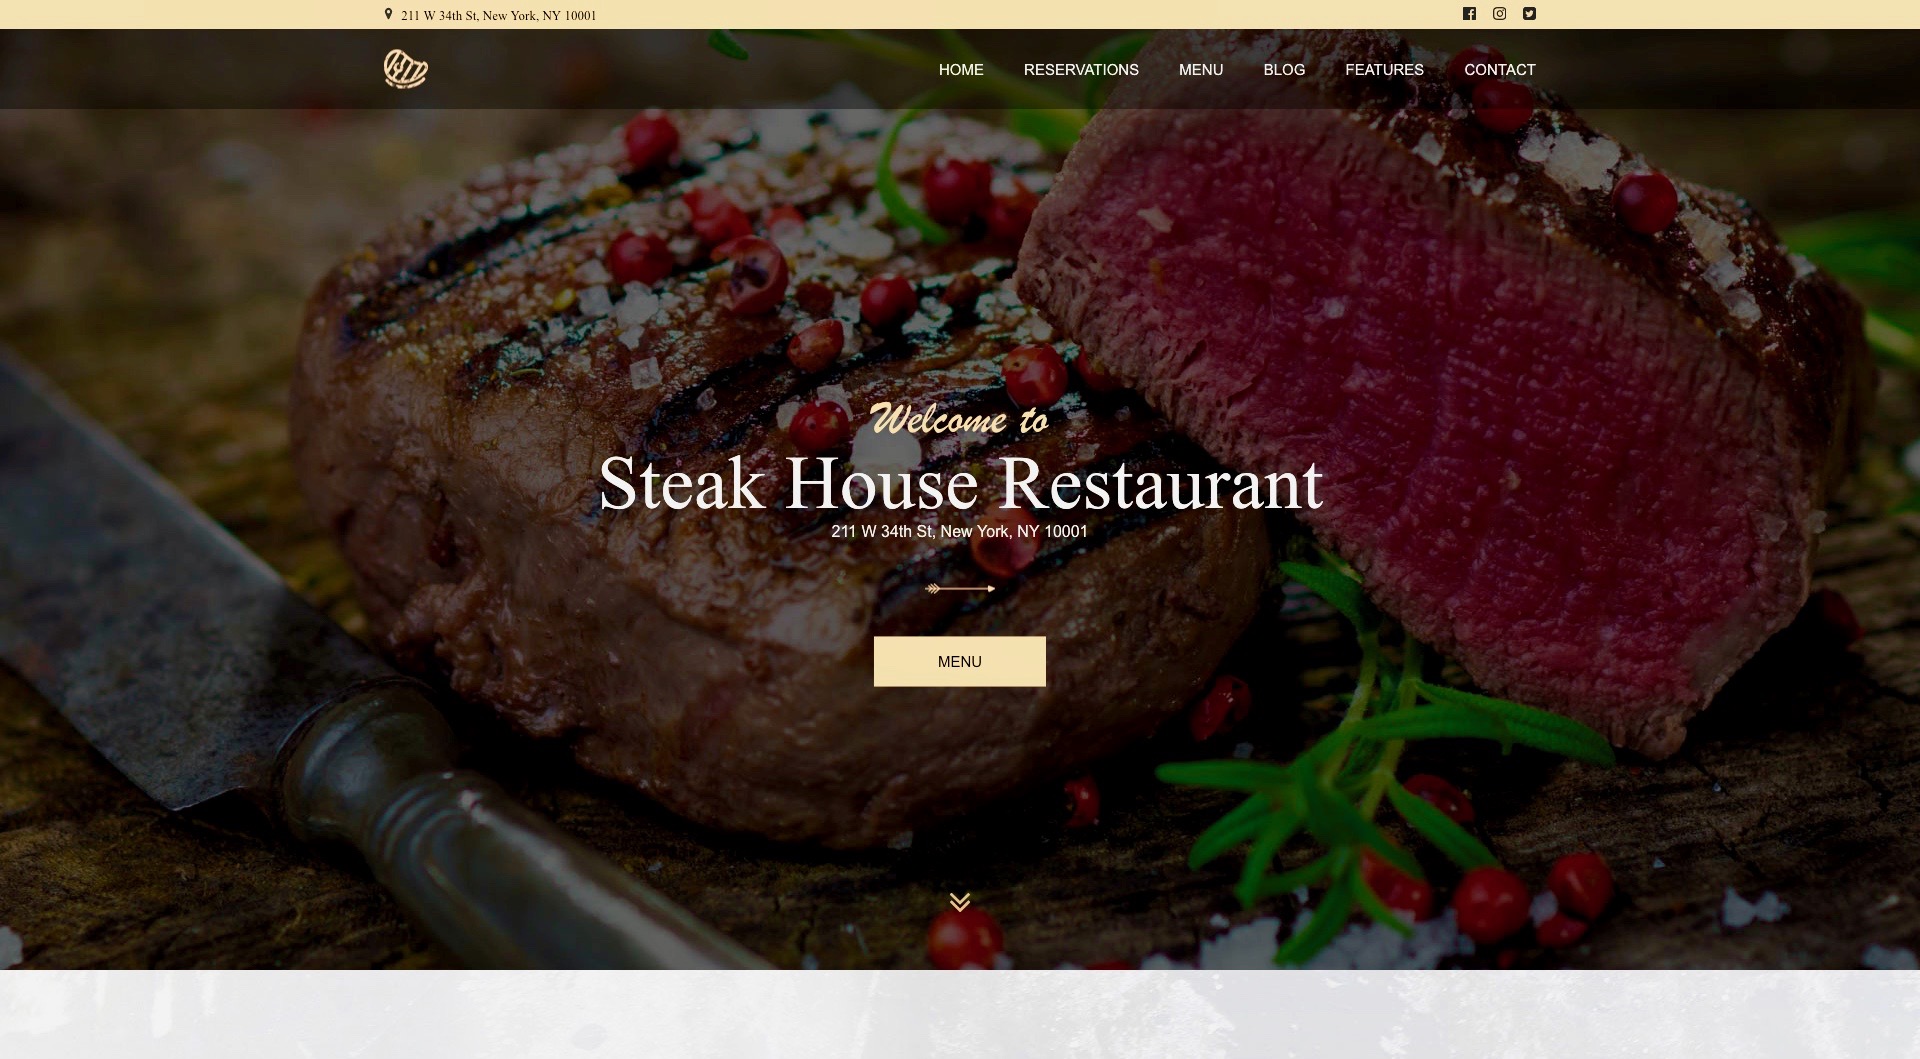 211 W 34th St, New York, NY 10001
HOME RESERVATIONS MENU BLOG FEATURES CONTACT
Welcome to
Steak House Restaurant
211 W 34th St, New York, NY 10001
MENU